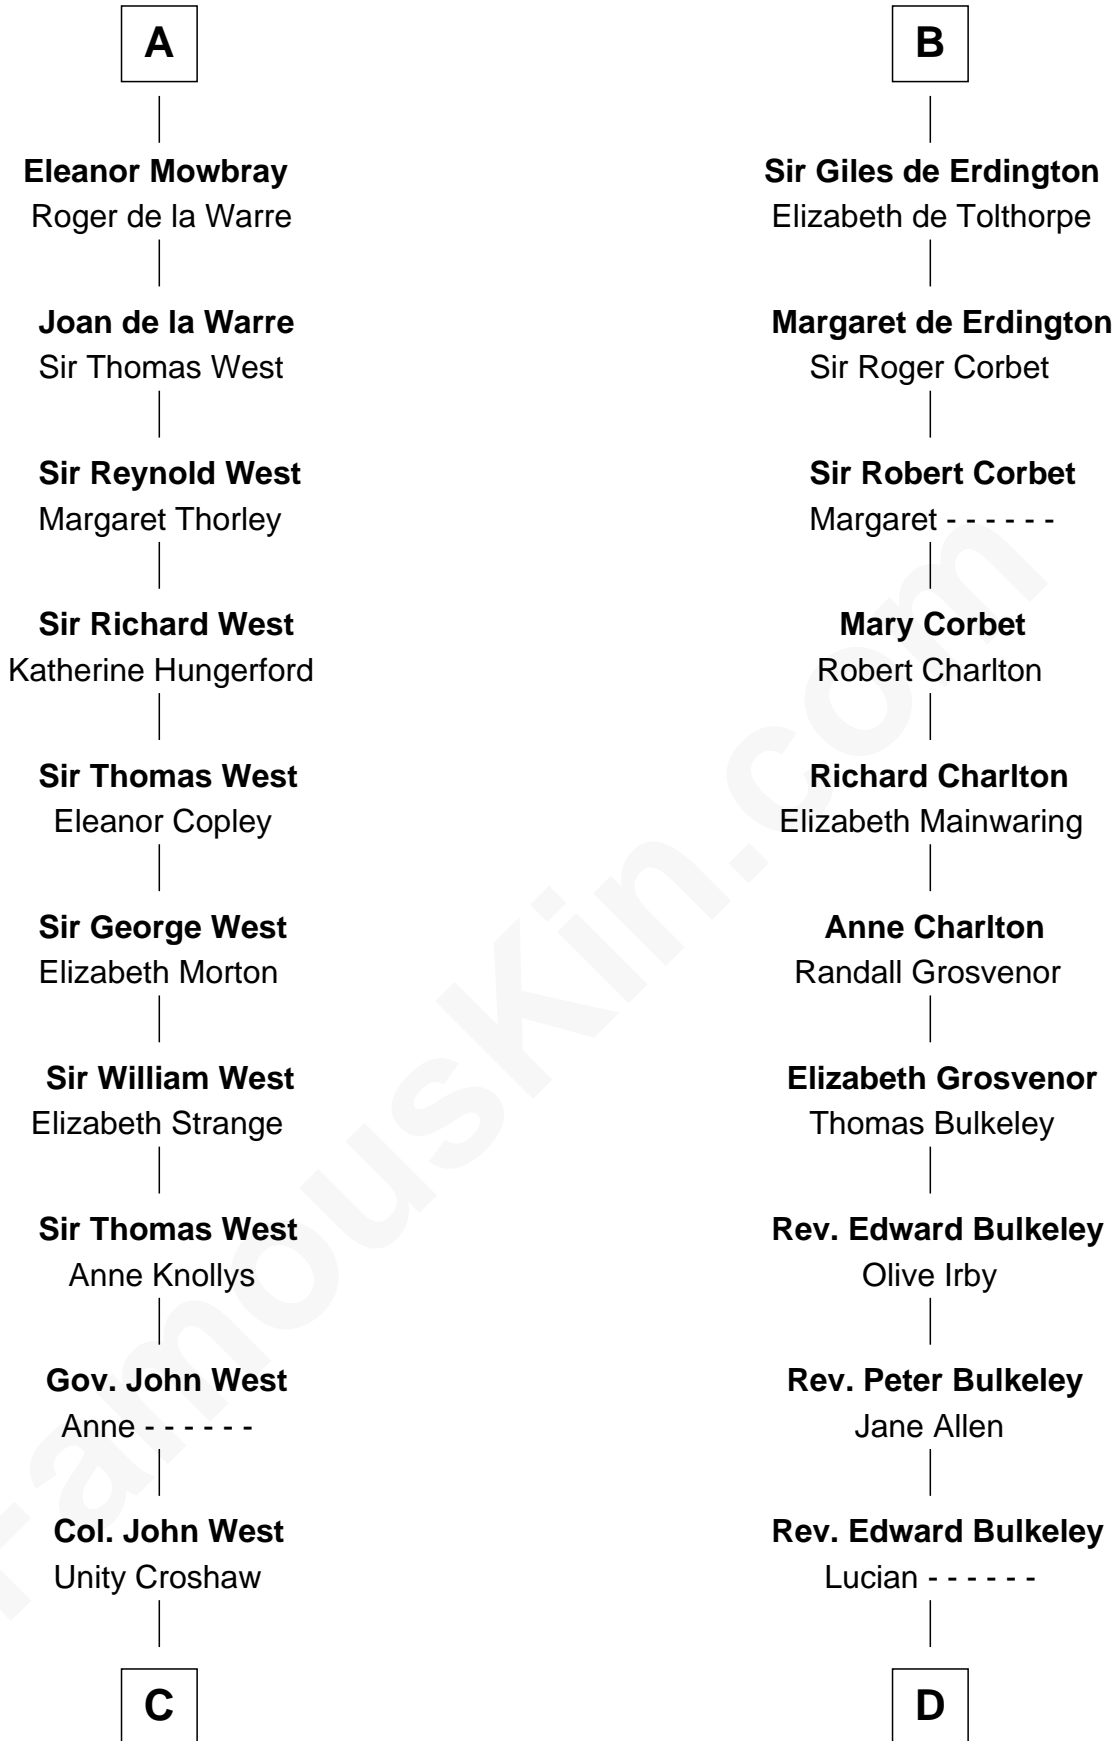 A
Eleanor Mowbray
Roger de la Warre
Joan de la Warre
Sir Thomas West
Sir Reynold West
Margaret Thorley
Sir Richard West
Katherine Hungerford
Sir Thomas West
Eleanor Copley
Sir George West
Elizabeth Morton
Sir William West
Elizabeth Strange
Sir Thomas West
Anne Knollys
Gov. John West
Anne - - - - - -
Col. John West
Unity Croshaw
C
B
Sir Giles de Erdington
Elizabeth de Tolthorpe
Margaret de Erdington
Sir Roger Corbet
Sir Robert Corbet
Margaret - - - - - -
Mary Corbet
Robert Charlton
Richard Charlton
Elizabeth Mainwaring
Anne Charlton
Randall Grosvenor
Elizabeth Grosvenor
Thomas Bulkeley
Rev. Edward Bulkeley
Olive Irby
Rev. Peter Bulkeley
Jane Allen
Rev. Edward Bulkeley
Lucian - - - - - -
D
FamousKin.com